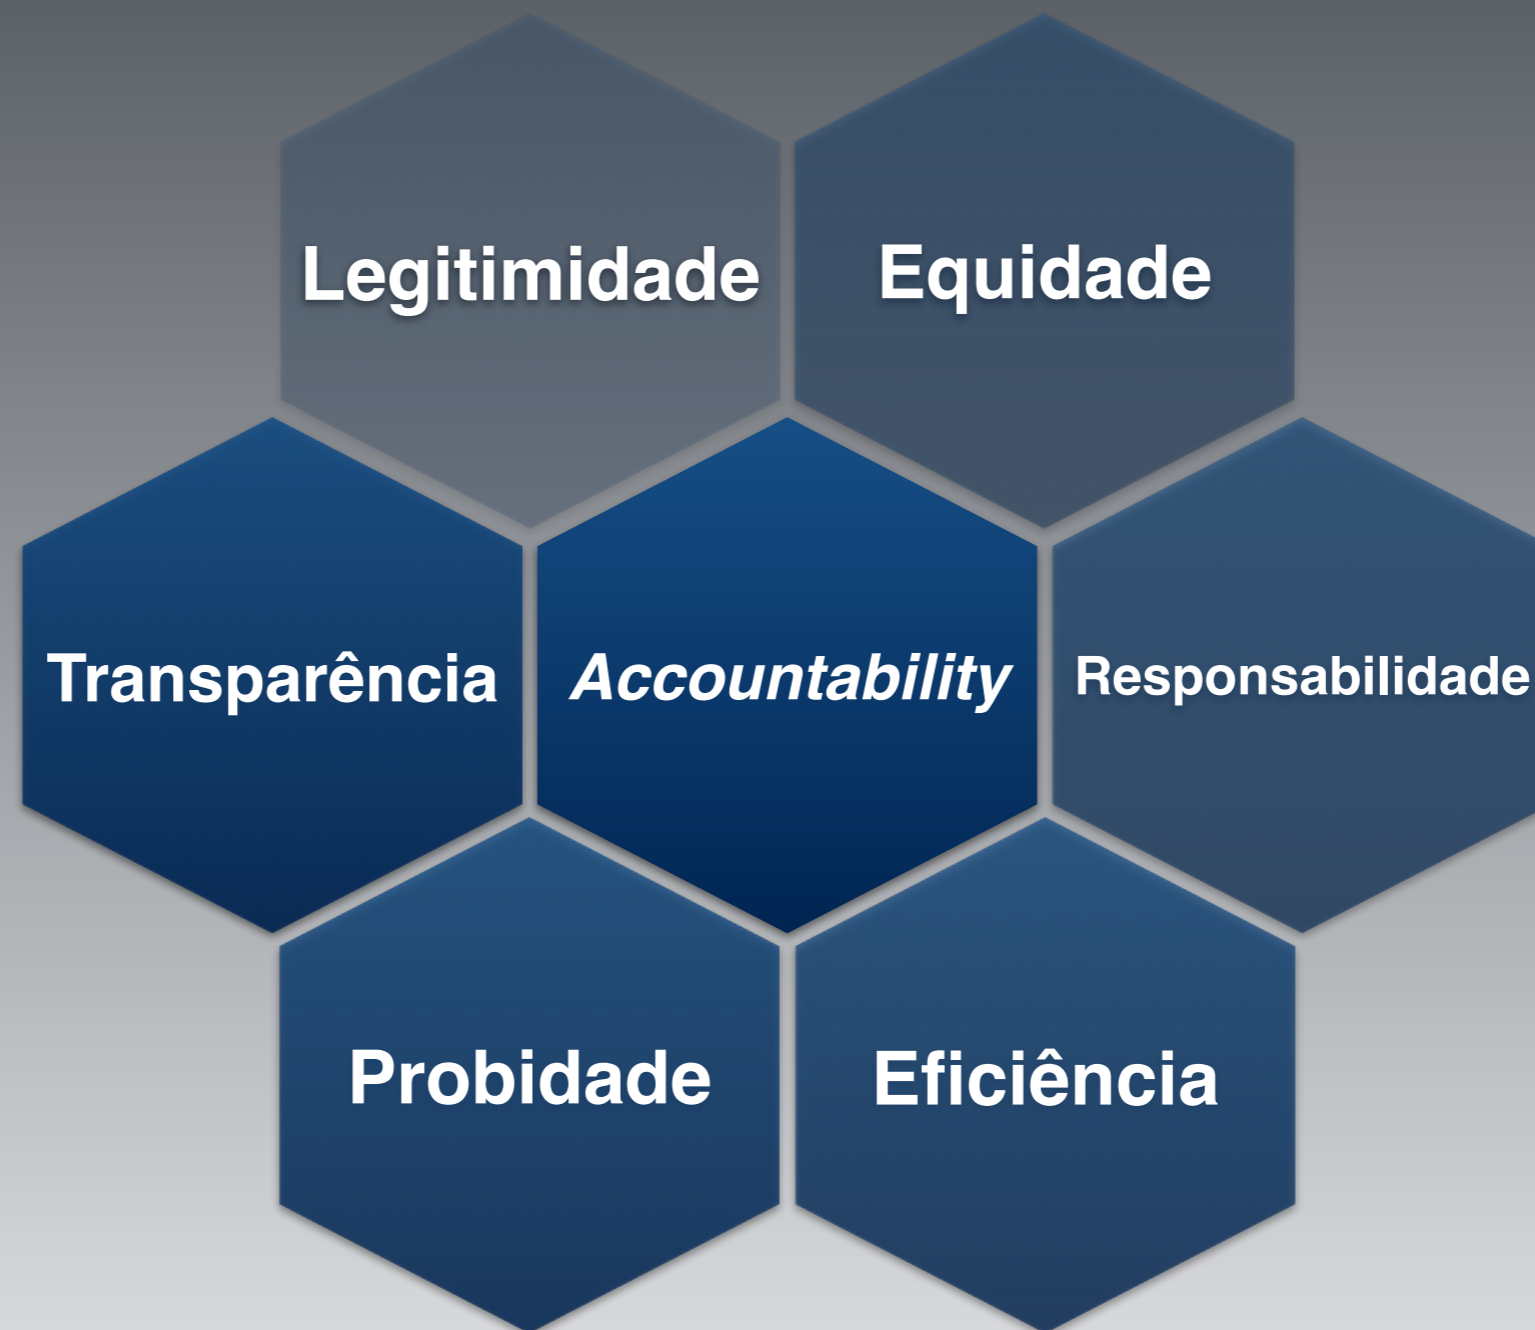 Legitimidade
Equidade
Transparência
Accountability
Responsabilidade
Probidade
Eficiência